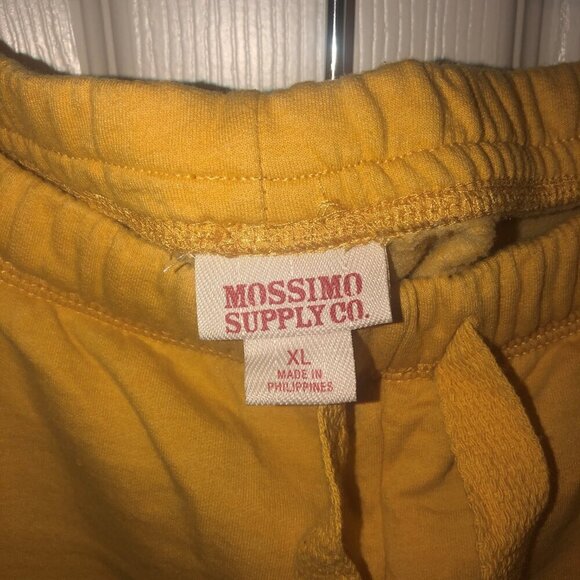 MOSSIMO
SUPPLY CO.
XL
MADE IN
PHILIPPINES